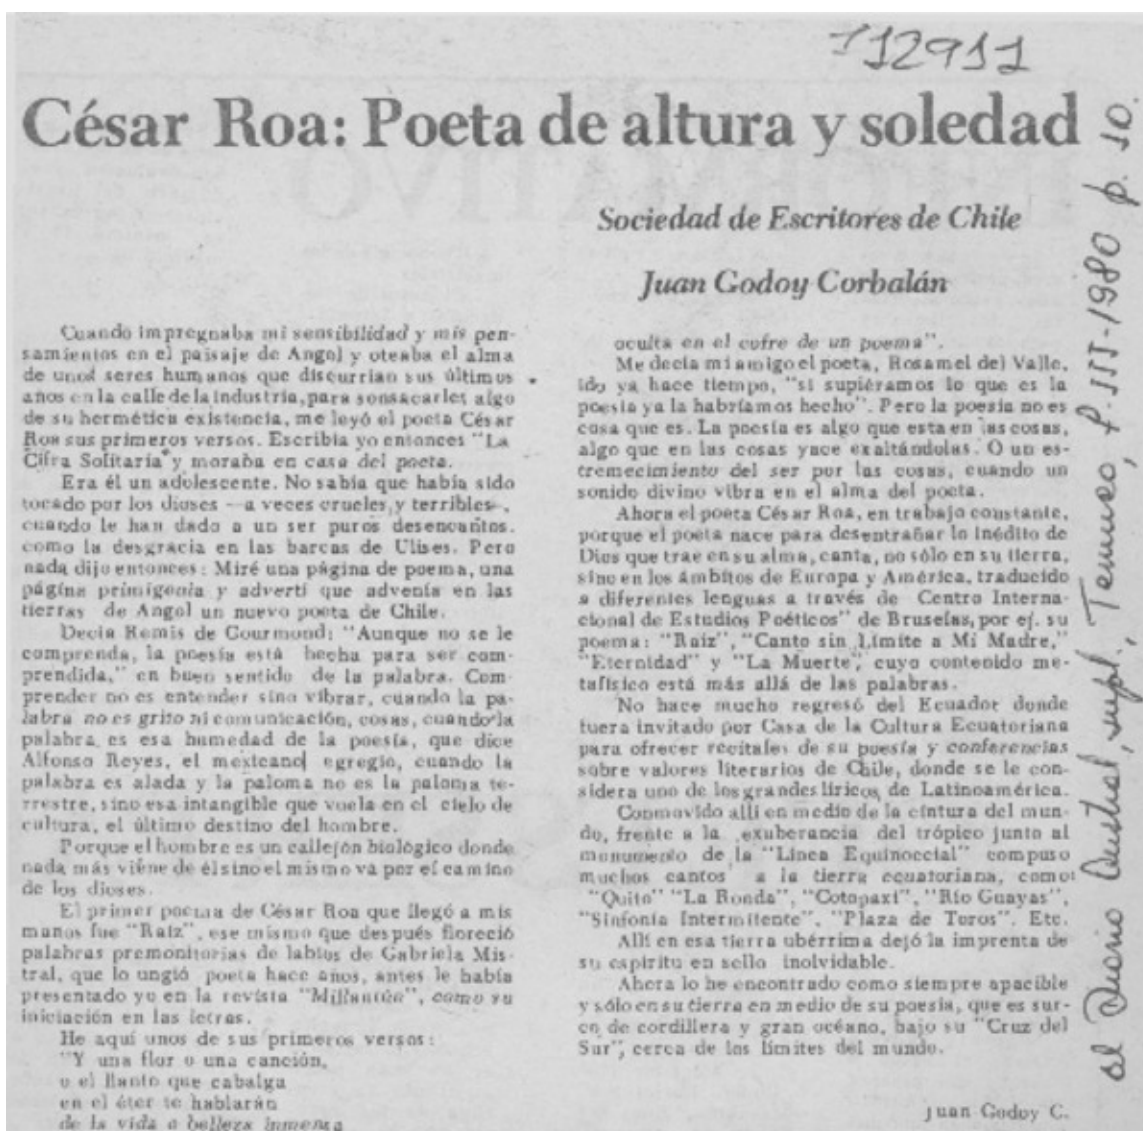 112911
César Roa: Poeta de altura y soledad
Sociedad de Escritores de Chile
Juan Godoy Corbalán
Cuando impregnaba mi sensibilidad y mis pen-
samientos en el paisaje de Angol y oteaba el alma
de unos seres humanos que discurrían sus últimos
años en la calle de la industria, para sonsacarles algo
de su hermética existencia, me leyó el poeta César
Roa sus primeros versos. Escribía yo entonces "La
Cifra Solitaria" y moraba en casa del poeta.
Era él un adolescente. No sabía que había sido
tocado por los dioses —a veces crueles y terribles—,
cuando le han dado a un ser puros desencantos.
como la desgracia en las barcas de Ulises. Pero
nada dijo entonces: Miré una página de poema, una
página primigenia y advertí que advenía en las
tierras de Angol un nuevo poeta de Chile.
Decía Remis de Gourmond: "Aunque no se le
comprenda, la poesía está hecha para ser com-
prendida," en buen sentido de la palabra. Com-
prender no es entender sino vibrar, cuando la pa-
labra no es grito ni comunicación, cosas, cuando la
palabra es esa humedad de la poesía, que dice
Alfonso Reyes, el mexicano egregio, cuando la
palabra es alada y la paloma no es la paloma te-
rrestre, sino esa intangible que vuela en el cielo de
cultura, el último destino del hombre.
Porque el hombre es un callejón biológico donde
nada más viene de él sino el mismo va por el camino
de los dioses.
El primer poema de César Roa que llegó a mis
manos fue "Raíz", ese mismo que después floreció
palabras premonitorias de labios de Gabriela Mis-
tral, que lo ungió poeta hace años, antes le había
presentado yo en la revista "Millantún", como su
iniciación en las letras.
He aquí unos de sus primeros versos:
"Y una flor o una canción,
o el llanto que cabalga
en el éter te hablarán
de la vida o belleza inmensa
oculta en el cofre de un poema".
Me decía mi amigo el poeta, Rosamel del Valle,
ido ya hace tiempo, "si supiéramos lo que es la
poesía ya la habríamos hecho". Pero la poesía no es
cosa que es. La poesía es algo que esta en las cosas,
algo que en las cosas yace exaltándolas. O un es-
tremecimiento del ser por las cosas, cuando un
sonido divino vibra en el alma del poeta.
Ahora el poeta César Roa, en trabajo constante,
porque el poeta nace para desentrañar lo inédito de
Dios que trae en su alma, canta, no sólo en su tierra,
sino en los ámbitos de Europa y América, traducido
a diferentes lenguas a través de Centro Interna-
cional de Estudios Poéticos" de Bruselas, por ej. su
poema: "Raíz", "Canto sin Límite a Mi Madre,"
"Eternidad" y "La Muerte", cuyo contenido me-
tafísico está más allá de las palabras.
No hace mucho regresó del Ecuador donde
fuera invitado por Casa de la Cultura Ecuatoriana
para ofrecer recitales de su poesía y conferencias
sobre valores literarios de Chile, donde se le con-
sidera uno de los grandes líricos de Latinoamérica.
Conmovido allí en medio de la cintura del mun-
do, frente a la exuberancia del trópico junto al
monumento de la "Línea Equinoccial" compuso
muchos cantos a la tierra ecuatoriana, como:
"Quito" "La Ronda", "Cotopaxi", "Río Guayas",
"Sinfonía Intermitente", "Plaza de Toros". Etc.
Allí en esa tierra ubérrima dejó la imprenta de
su espíritu en sello inolvidable.
Ahora lo he encontrado como siempre apacible
y sólo en su tierra en medio de su poesía, que es sur-
co de cordillera y gran océano, bajo su "Cruz del
Sur", cerca de los límites del mundo.
Juan Godoy C.
el Diario Austral, supl., Temuco, 1-III-1980 p. 10.